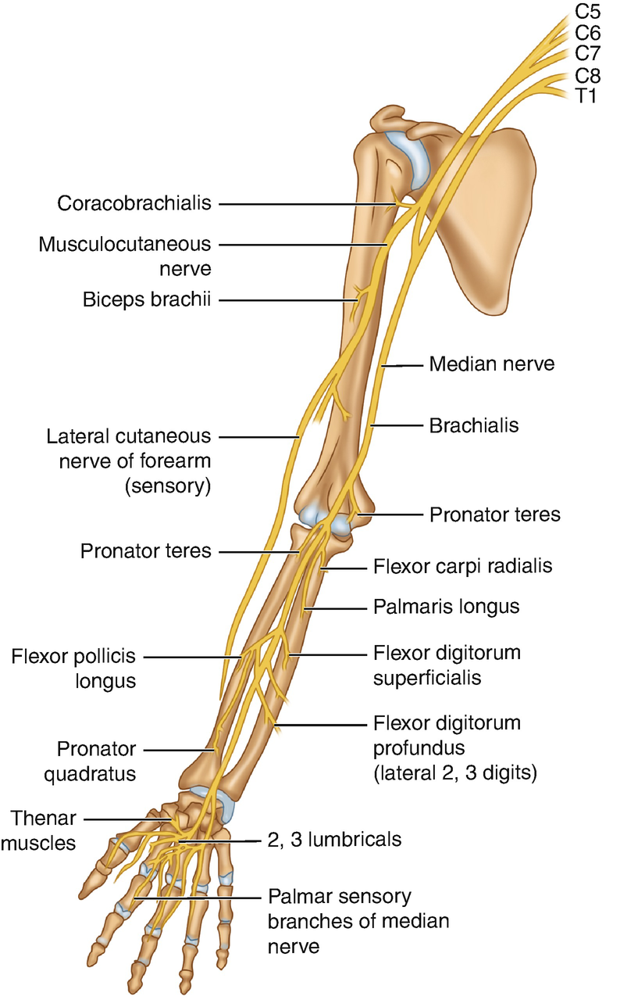 C5
C6
C7
C8
T1
Coracobrachialis
Musculocutaneous
nerve
Biceps brachii
Median nerve
Brachialis
Lateral cutaneous
nerve of forearm
(sensory)
Pronator teres
Pronator teres
Flexor carpi radialis
Palmaris longus
Flexor pollicis
longus
Flexor digitorum
superficialis
Flexor digitorum
profundus
(lateral 2, 3 digits)
Pronator
quadratus
Thenar
muscles
2, 3 lumbricals
Palmar sensory
branches of median
nerve